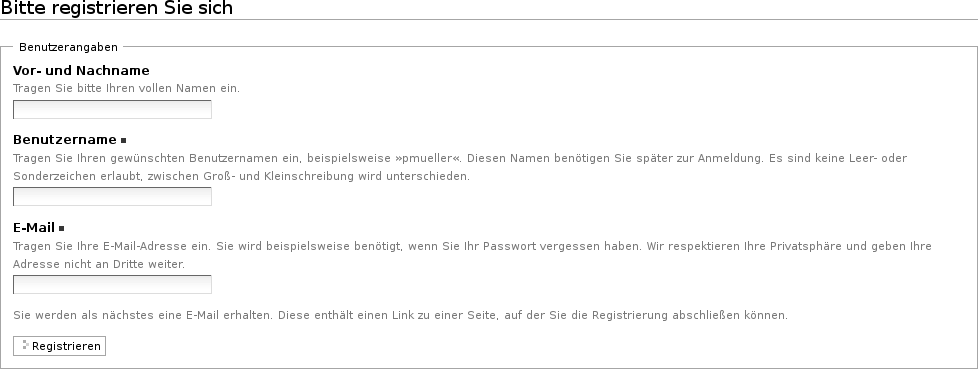 Bitte registrieren Sie sich
Benutzerangaben
Vor- und Nachname
Tragen Sie bitte Ihren vollen Namen ein.
Benutzername
Tragen Sie Ihren gewünschten Benutzernamen ein, beispielsweise »pmueller«. Diesen Namen benötigen Sie später zur Anmeldung. Es sind keine Leer- oder
Sonderzeichen erlaubt, zwischen Groß- und Kleinschreibung wird unterschieden.
E-Mail
Tragen Sie Ihre E-Mail-Adresse ein. Sie wird beispielsweise benötigt, wenn Sie Ihr Passwort vergessen haben. Wir respektieren Ihre Privatsphäre und geben Ihre
Adresse nicht an Dritte weiter.
Sie werden als nächstes eine E-Mail erhalten. Diese enthält einen Link zu einer Seite, auf der Sie die Registrierung abschließen können.
Registrieren